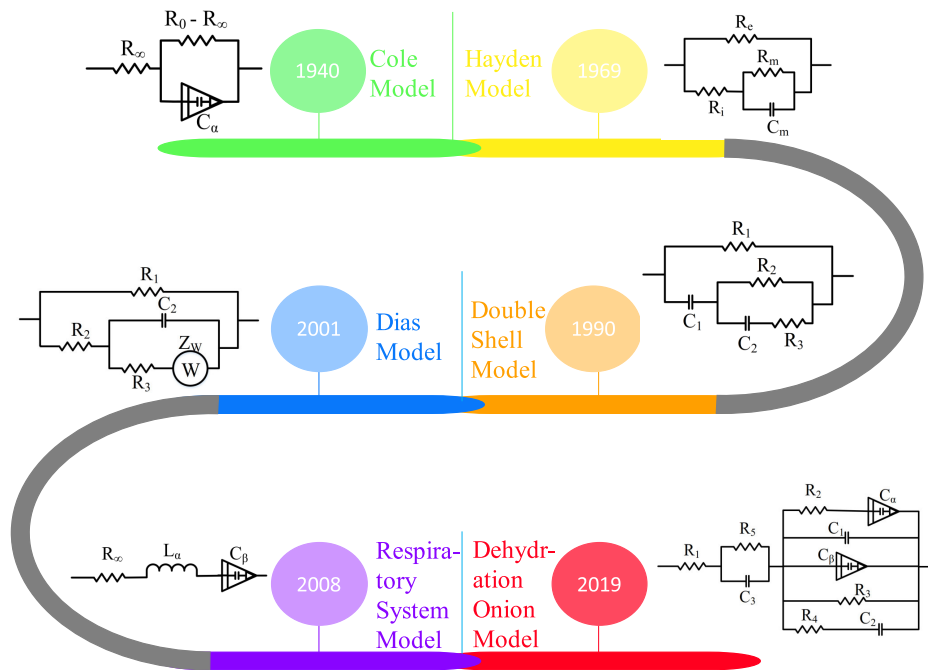 R∞
R₀ - R∞
Cα
1940
Cole
Model
Hayden
Model
1969
Re
Rm
Ri
Cm
R₁
C₂
R₂
ZW
W
R₃
2001
Dias
Model
Double
Shell
Model
1990
R₁
R₂
C₁
C₂
R₃
R∞
Lα
Cβ
2008
Respira-
tory
System
Model
Dehydr-
ation
Onion
Model
2019
R₁
R₅
C₃
R₂
Cα
C₁
Cβ
R₃
R₄
C₂